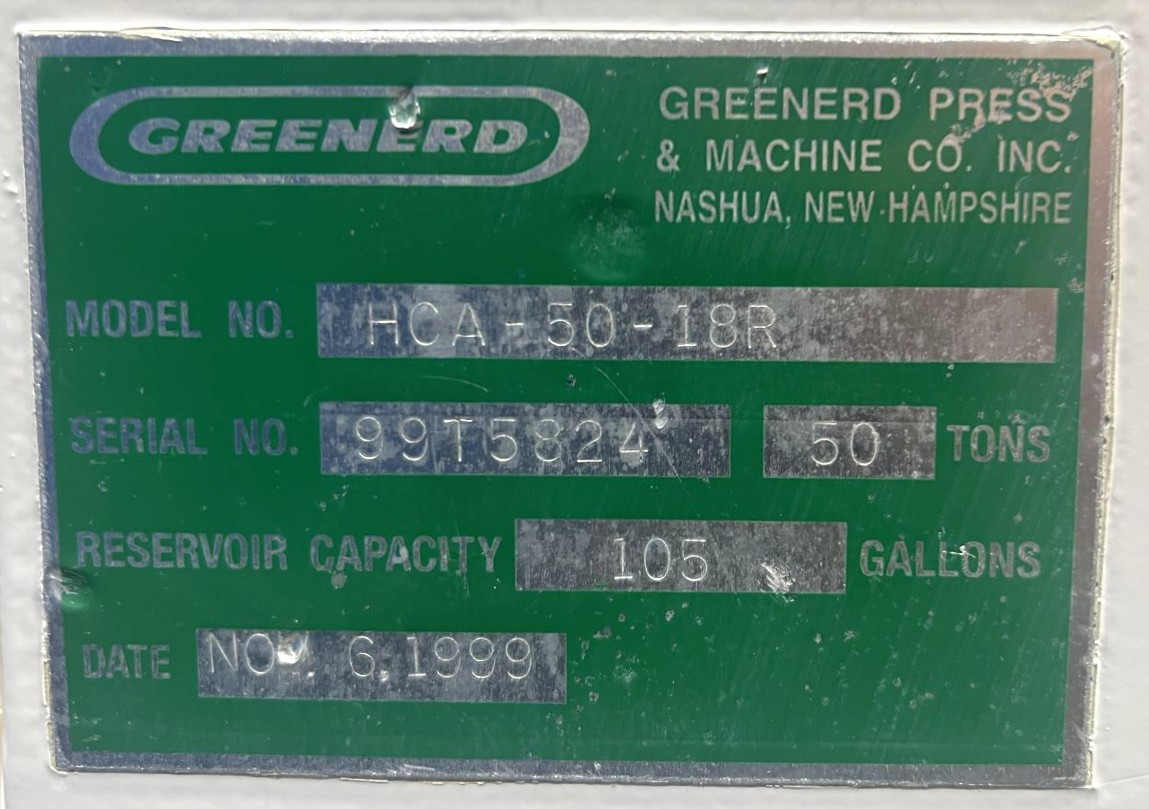 GREENERD
GREENERD PRESS
& MACHINE CO. INC.
NASHUA, NEW HAMPSHIRE
MODEL NO. HCA-50-18R
SERIAL NO. 99T5824 50 TONS
RESERVOIR CAPACITY 105 GALLONS
DATE NOV. 6, 1999